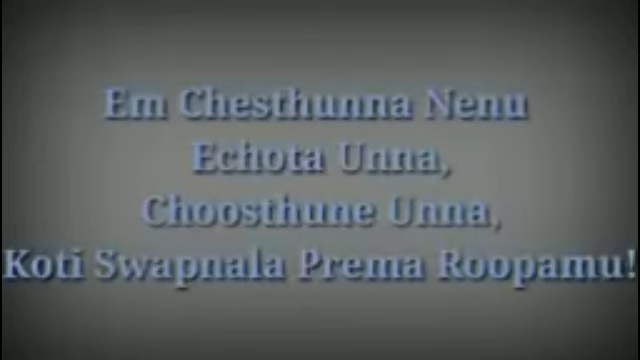 Em Chesthunna Nenu
Echota Unna,
Choosthune Unna,
Koti Swapnala Prema Roopamu!